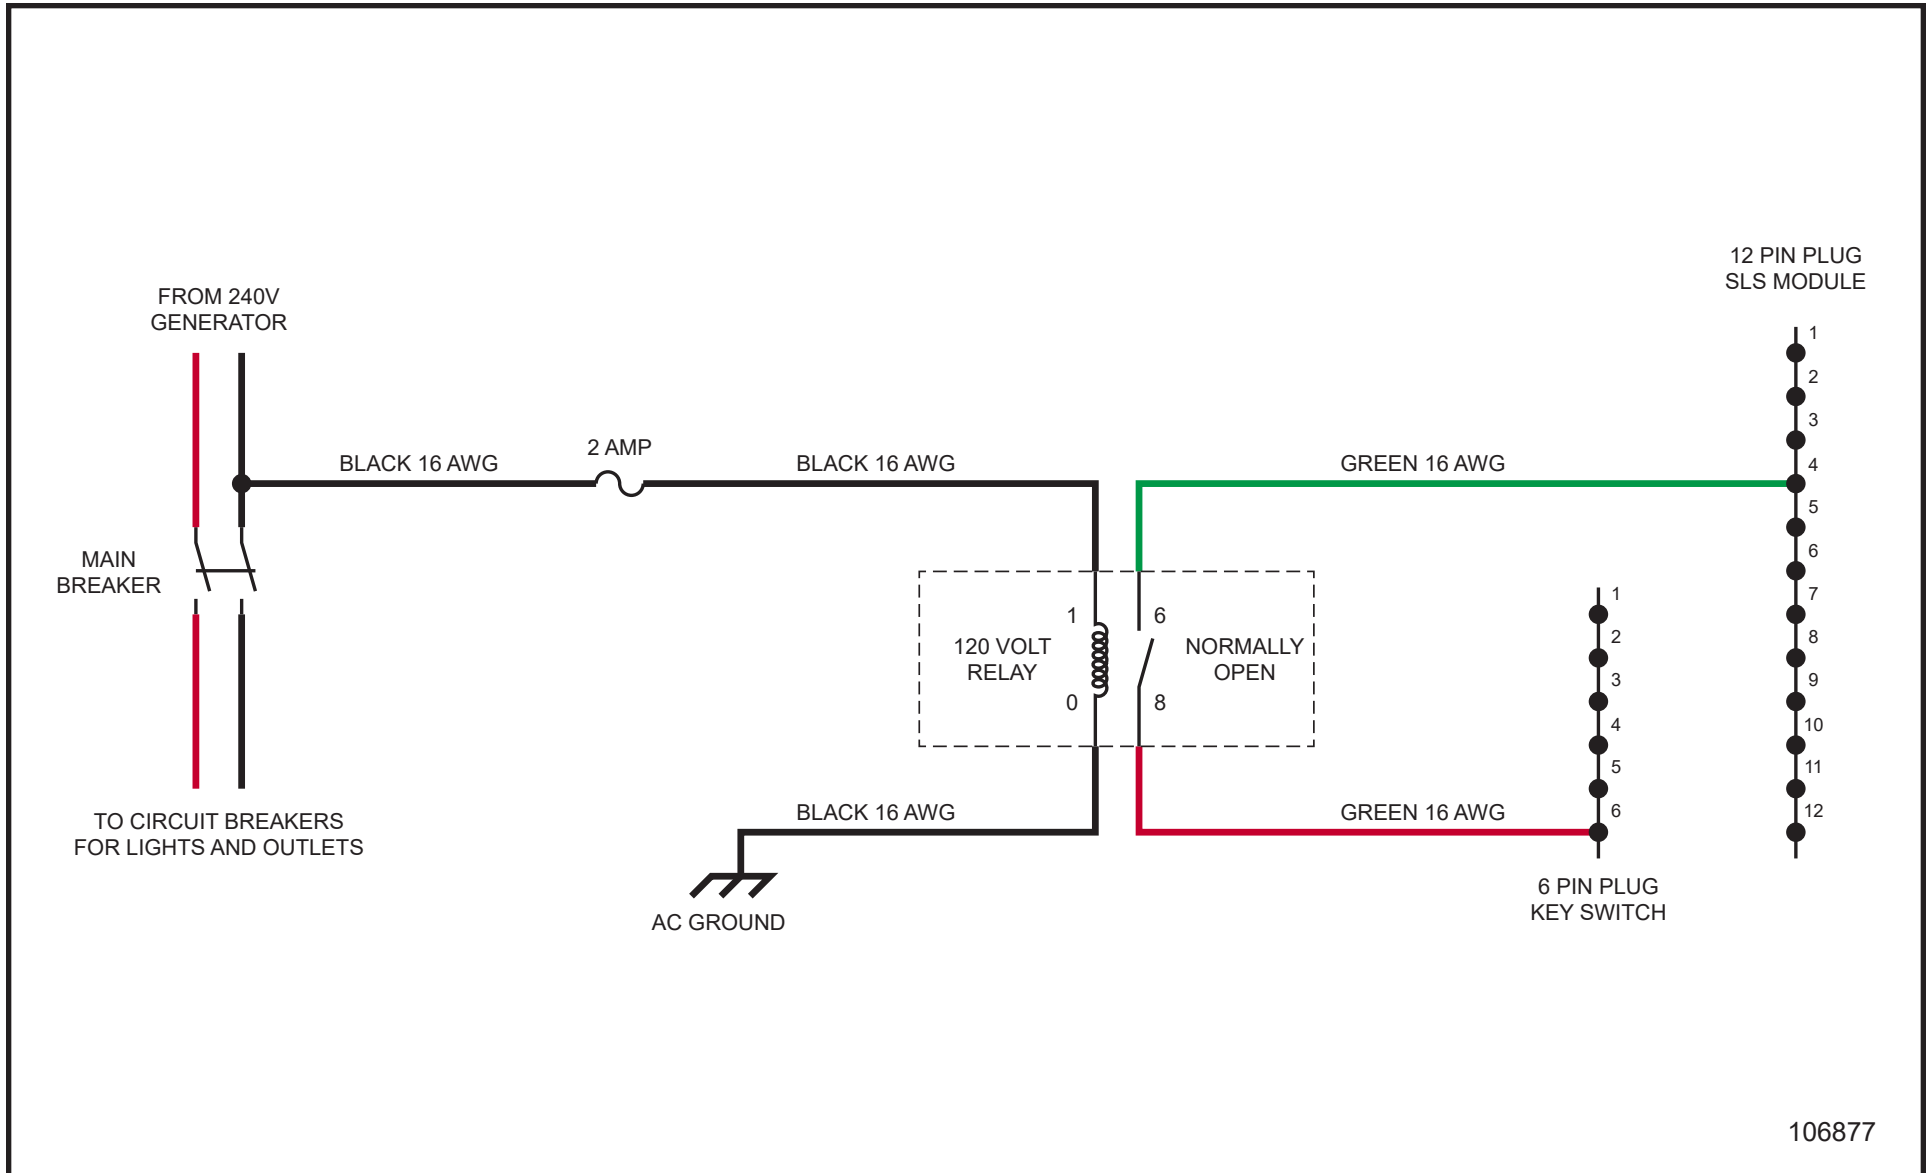 12 PIN PLUG
SLS MODULE
FROM 240V
GENERATOR
1
2
3
4
5
6
7
8
9
10
11
12
2 AMP
BLACK 16 AWG
BLACK 16 AWG
GREEN 16 AWG
MAIN
BREAKER
1
6
120 VOLT
RELAY
NORMALLY
OPEN
0
8
1
2
3
4
5
6
BLACK 16 AWG
GREEN 16 AWG
TO CIRCUIT BREAKERS
FOR LIGHTS AND OUTLETS
6 PIN PLUG
KEY SWITCH
AC GROUND
106877